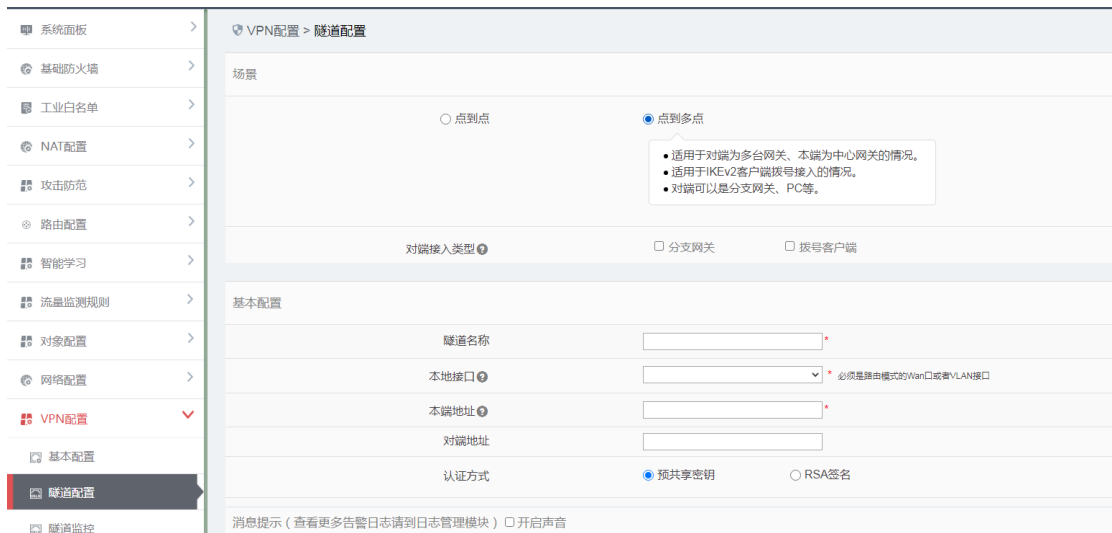 系统面板
基础防火墙
工业白名单
NAT配置
攻击防范
路由配置
智能学习
流量监测规则
对象配置
网络配置
VPN配置
基本配置
隧道配置
隧道监控
VPN配置 > 隧道配置
场景
点到点 点到多点
● 适用于对端为多台网关、本端为中心网关的情况。
● 适用于IKEv2客户端拨号接入的情况。
● 对端可以是分支网关、PC等。
对端接入类型 分支网关 拨号客户端
基本配置
隧道名称 *
本地接口 * 必须是路由模式的Wan口或者VLAN接口
本端地址 *
对端地址
认证方式 预共享密钥 RSA签名
消息提示（查看更多告警日志请到日志管理模块）开启声音